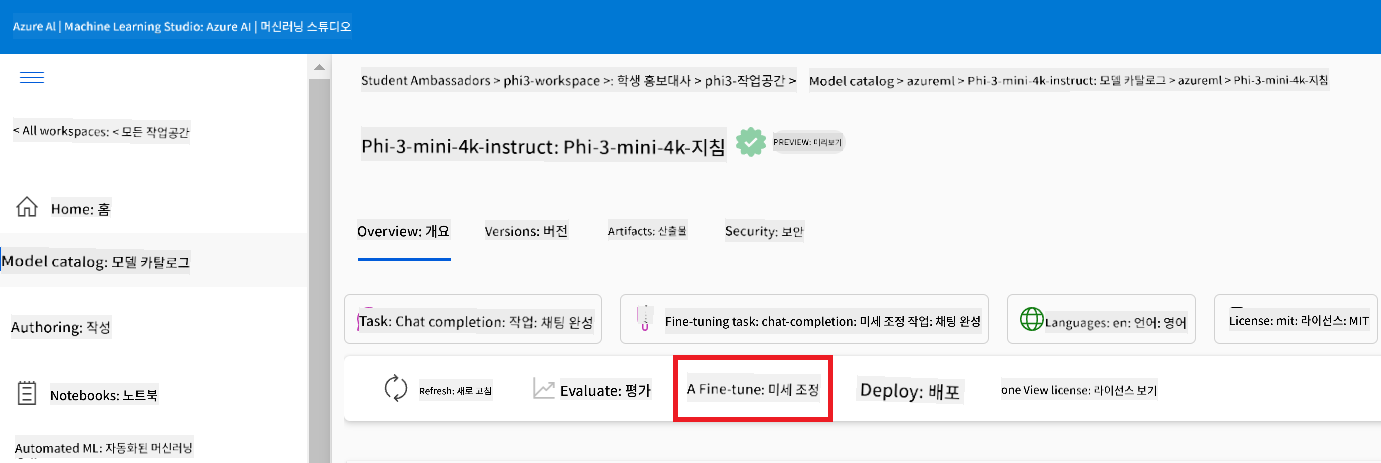 Azure Al | Machine Learning Studio: Azure AI | 머신러닝 스튜디오
Student Ambassadors > phi3-workspace >: 학생 홍보대사 > phi3-작업공간 > Model catalog > azureml > Phi-3-mini-4k-instruct: 모델 카탈로그 > azureml > Phi-3-mini-4k-지침
< All workspaces: < 모든 작업공간
Phi-3-mini-4k-instruct: Phi-3-mini-4k-지침 PREVIEW: 미리보기
Home: 홈
Overview: 개요 Versions: 버전 Artifacts: 산출물 Security: 보안
Model catalog: 모델 카탈로그
Authoring: 작성
Task: Chat completion: 작업: 채팅 완성 Fine-tuning task: chat-completion: 미세 조정 작업: 채팅 완성 Languages: en: 언어: 영어 License: mit: 라이선스: MIT
Notebooks: 노트북
Refresh: 새로 고침 Evaluate: 평가 A Fine-tune: 미세 조정 Deploy: 배포 one View license: 라이선스 보기
Automated ML: 자동화된 머신러닝